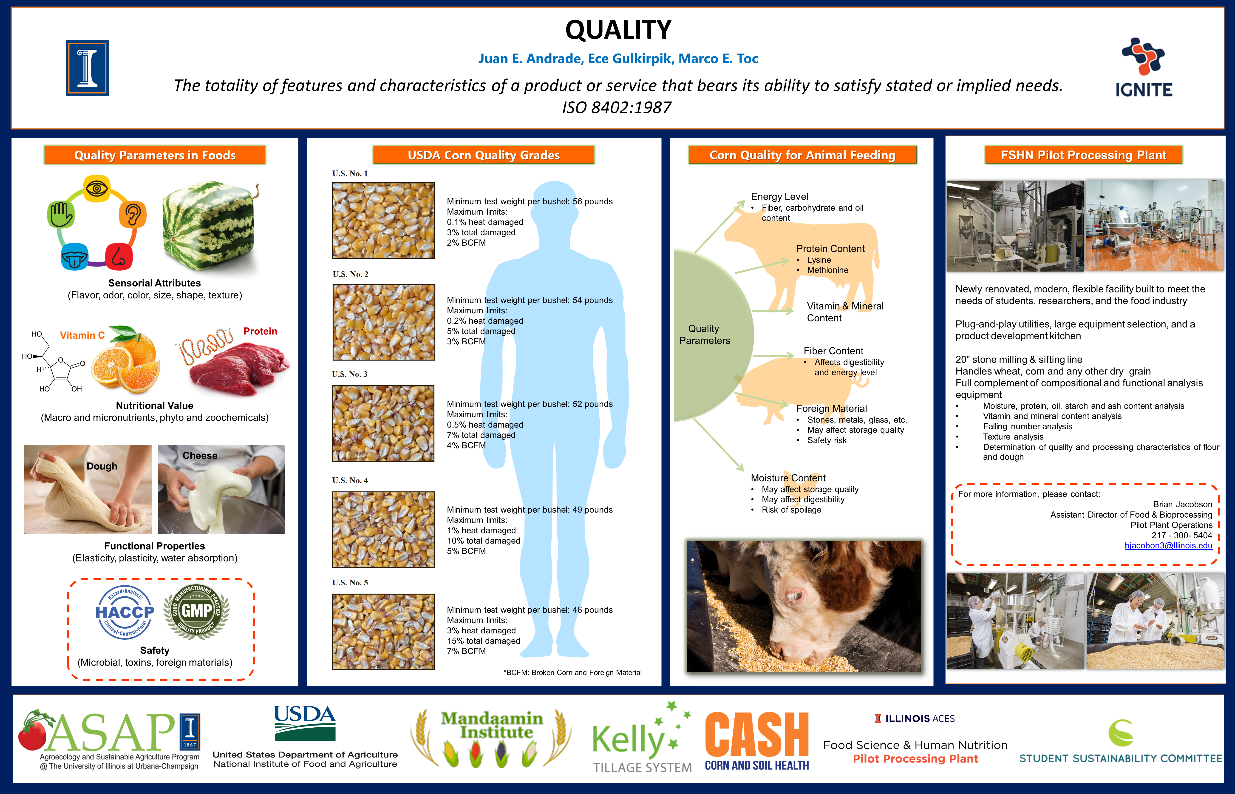 QUALITY
Juan E. Andrade, Ece Gulkirpik, Marco E. Toc
The totality of features and characteristics of a product or service that bears its ability to satisfy stated or implied needs.
ISO 8402:1987
IGNITE
Quality Parameters in Foods
Sensorial Attributes
(Flavor, odor, color, size, shape, texture)
Vitamin C
Protein
HO
HO
H
O
O
HO
OH
Nutritional Value
(Macro and micronutrients, phyto and zoochemicals)
Dough
Cheese
Functional Properties
(Elasticity, plasticity, water absorption)
HACCP
GMP
Safety
(Microbial, toxins, foreign materials)
USDA Corn Quality Grades
U.S. No. 1
Minimum test weight per bushel: 56 pounds
Maximum limits:
0.1% heat damaged
3% total damaged
2% BCFM
U.S. No. 2
Minimum test weight per bushel: 54 pounds
Maximum limits:
0.2% heat damaged
5% total damaged
3% BCFM
U.S. No. 3
Minimum test weight per bushel: 52 pounds
Maximum limits:
0.5% heat damaged
7% total damaged
4% BCFM
U.S. No. 4
Minimum test weight per bushel: 49 pounds
Maximum limits:
1% heat damaged
10% total damaged
5% BCFM
U.S. No. 5
Minimum test weight per bushel: 46 pounds
Maximum limits:
3% heat damaged
15% total damaged
7% BCFM
*BCFM: Broken Corn and Foreign Material
Corn Quality for Animal Feeding
Quality
Parameters
Energy Level
• Fiber, carbohydrate and oil
content
Protein Content
• Lysine
• Methionine
Vitamin & Mineral
Content
Fiber Content
• Affects digestibility
and energy level
Foreign Material
• Stones, metals, glass, etc.
• May affect storage quality
• Safety risk
Moisture Content
• May affect storage quality
• May affect digestibility
• Risk of spoilage
FSHN Pilot Processing Plant
Newly renovated, modern, flexible facility built to meet the
needs of students, researchers, and the food industry
Plug-and-play utilities, large equipment selection, and a
product development kitchen
20" stone milling & sifting line
Handles wheat, corn and any other dry grain
Full complement of compositional and functional analysis
equipment
• Moisture, protein, oil, starch and ash content analysis
• Vitamin and mineral content analysis
• Falling number analysis
• Texture analysis
• Determination of quality and processing characteristics of flour
and dough
For more information, please contact:
Brian Jacobson
Assistant Director of Food & Bioprocessing
Pilot Plant Operations
217 - 300- 5404
bjacobon3@Illinois.edu
ASAP
1867
Agroecology and Sustainable Agriculture Program
@ The University of Illinois at Urbana-Champaign
USDA
United States Department of Agriculture
National Institute of Food and Agriculture
Mandaamin
Institute
Kelly
TILLAGE SYSTEM
CASH
CORN AND SOIL HEALTH
ILLINOIS ACES
Food Science & Human Nutrition
Pilot Processing Plant
STUDENT SUSTAINABILITY COMMITTEE